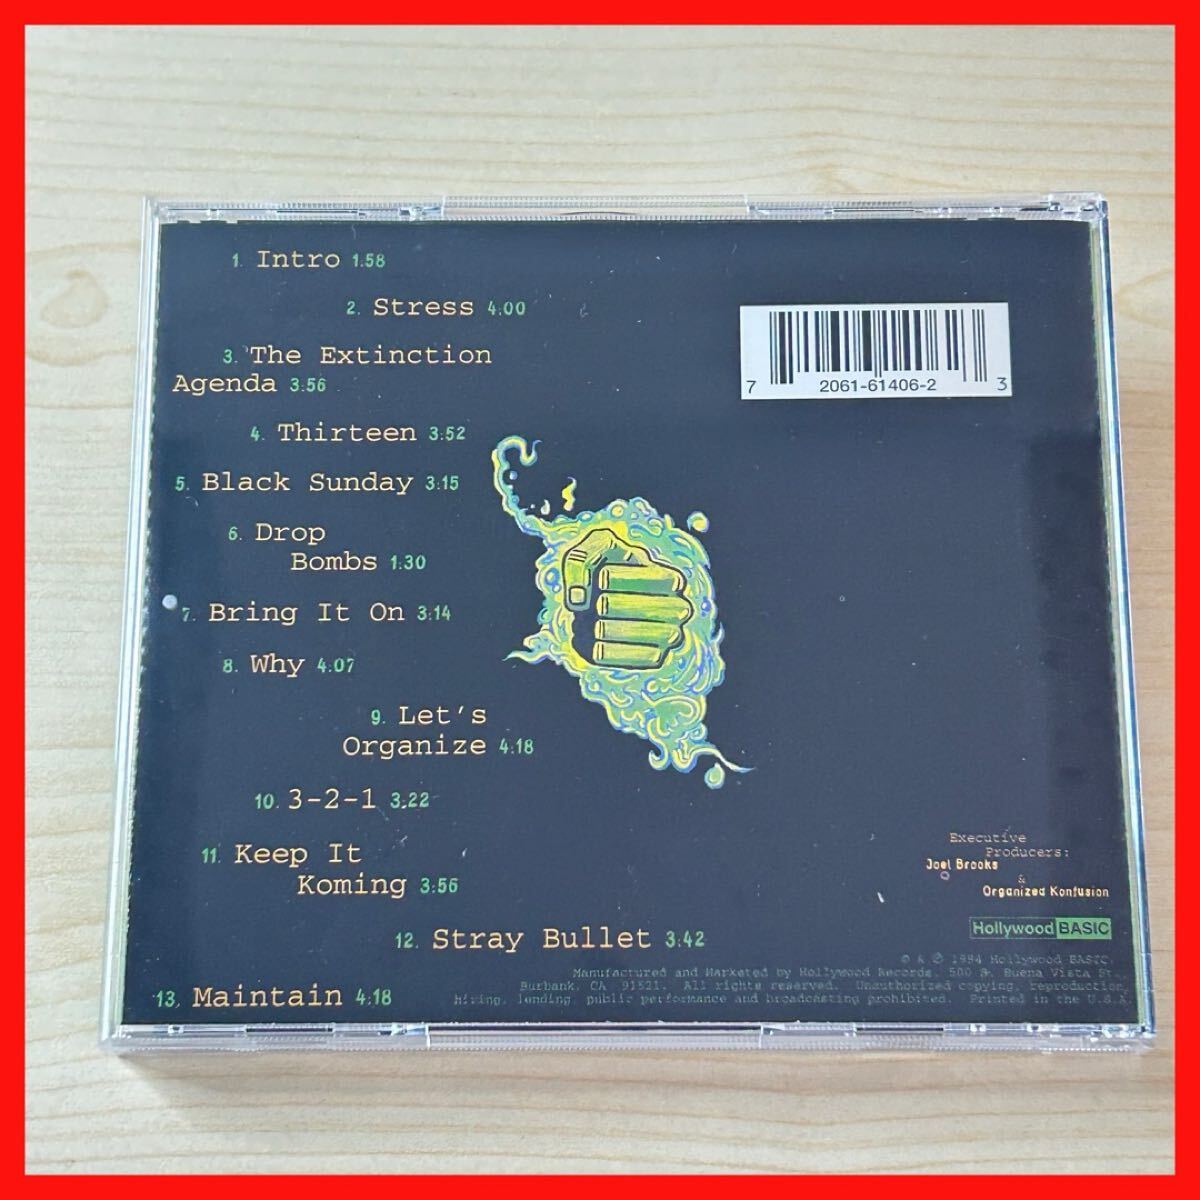 1. Intro 1:58
2. Stress 4:00
3. The Extinction
Agenda 3:56
4. Thirteen 3:52
5. Black Sunday 3:15
6. Drop
Bombs 1:30
7. Bring It On 3:14
8. Why 4:07
9. Let's
Organize 4:18
10. 3-2-1 3:22
11. Keep It
Koming 3:56
12. Stray Bullet 3:42
13. Maintain 4:18
7 2061-61406-2 3
Executive
Producers:
Joel Brooks
&
Organized Konfusion
Hollywood BASIC
© & ℗ 1994 Hollywood BASIC.
Manufactured and Marketed by Hollywood Records, 500 S. Buena Vista St.,
Burbank, CA 91521. All rights reserved. Unauthorized copying, reproduction,
hiring, lending, public performance and broadcasting prohibited. Printed in the U.S.A.